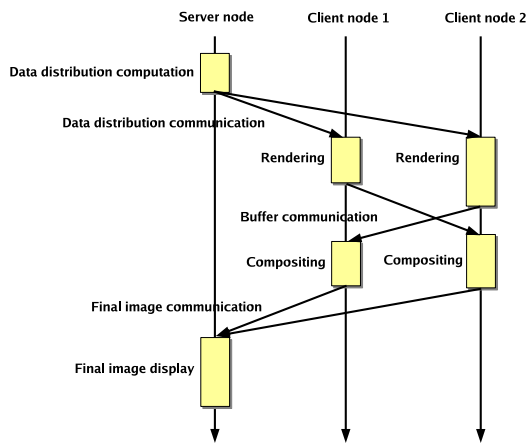 Server node
Client node 1
Client node 2
Data distribution computation
Data distribution communication
Rendering
Rendering
Buffer communication
Compositing
Compositing
Final image communication
Final image display